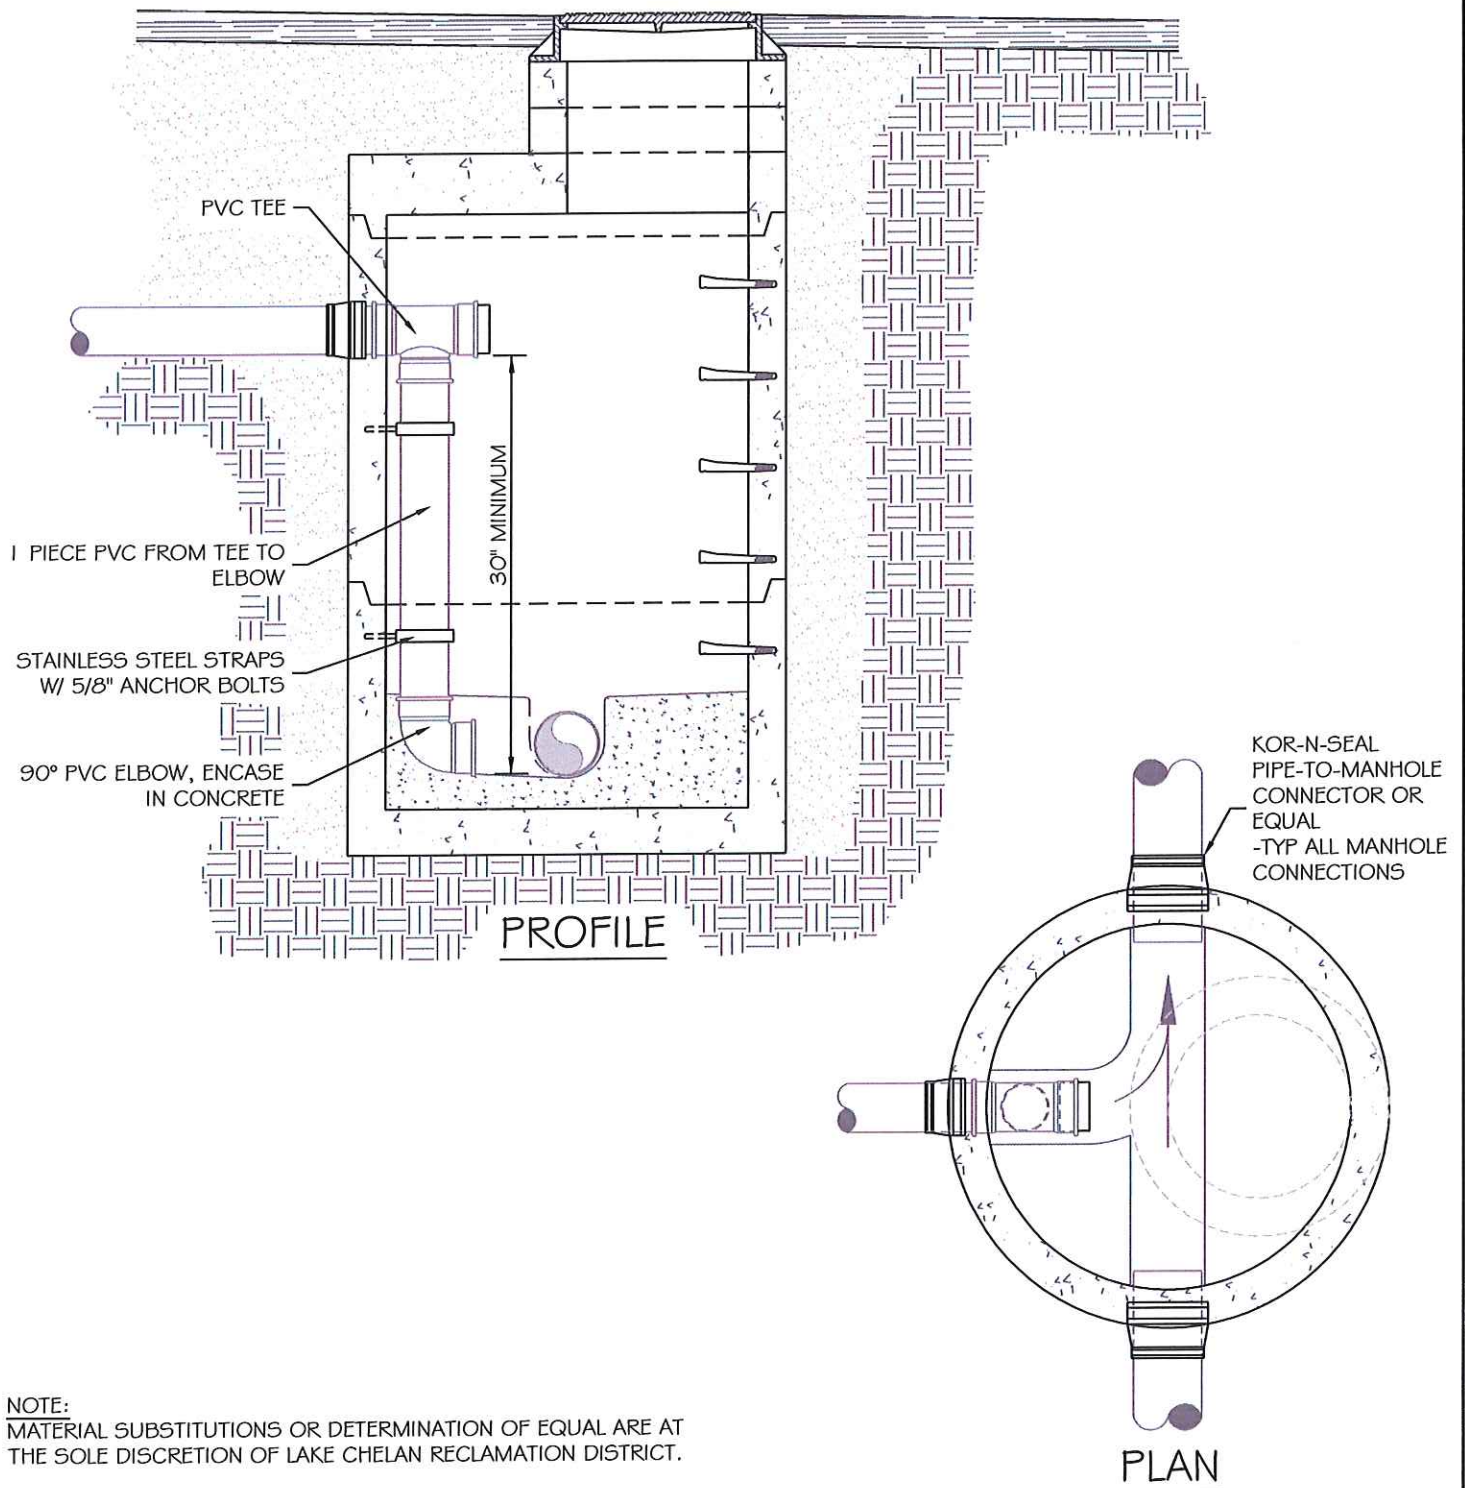 PVC TEE
30" MINIMUM
1 PIECE PVC FROM TEE TO
ELBOW
STAINLESS STEEL STRAPS
W/ 5/8" ANCHOR BOLTS
90° PVC ELBOW, ENCASE
IN CONCRETE
PROFILE
KOR-N-SEAL
PIPE-TO-MANHOLE
CONNECTOR OR
EQUAL
-TYP ALL MANHOLE
CONNECTIONS
NOTE:
MATERIAL SUBSTITUTIONS OR DETERMINATION OF EQUAL ARE AT
THE SOLE DISCRETION OF LAKE CHELAN RECLAMATION DISTRICT.
PLAN